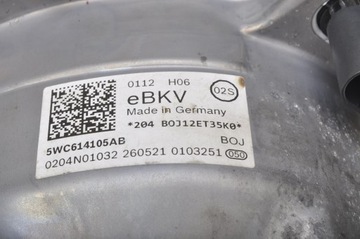 0112 H06
eBKV 02S
Made in Germany
*204 BOJ12ET35K0*
5WC614105AB BOJ
0204N01032 260521 0103251 050